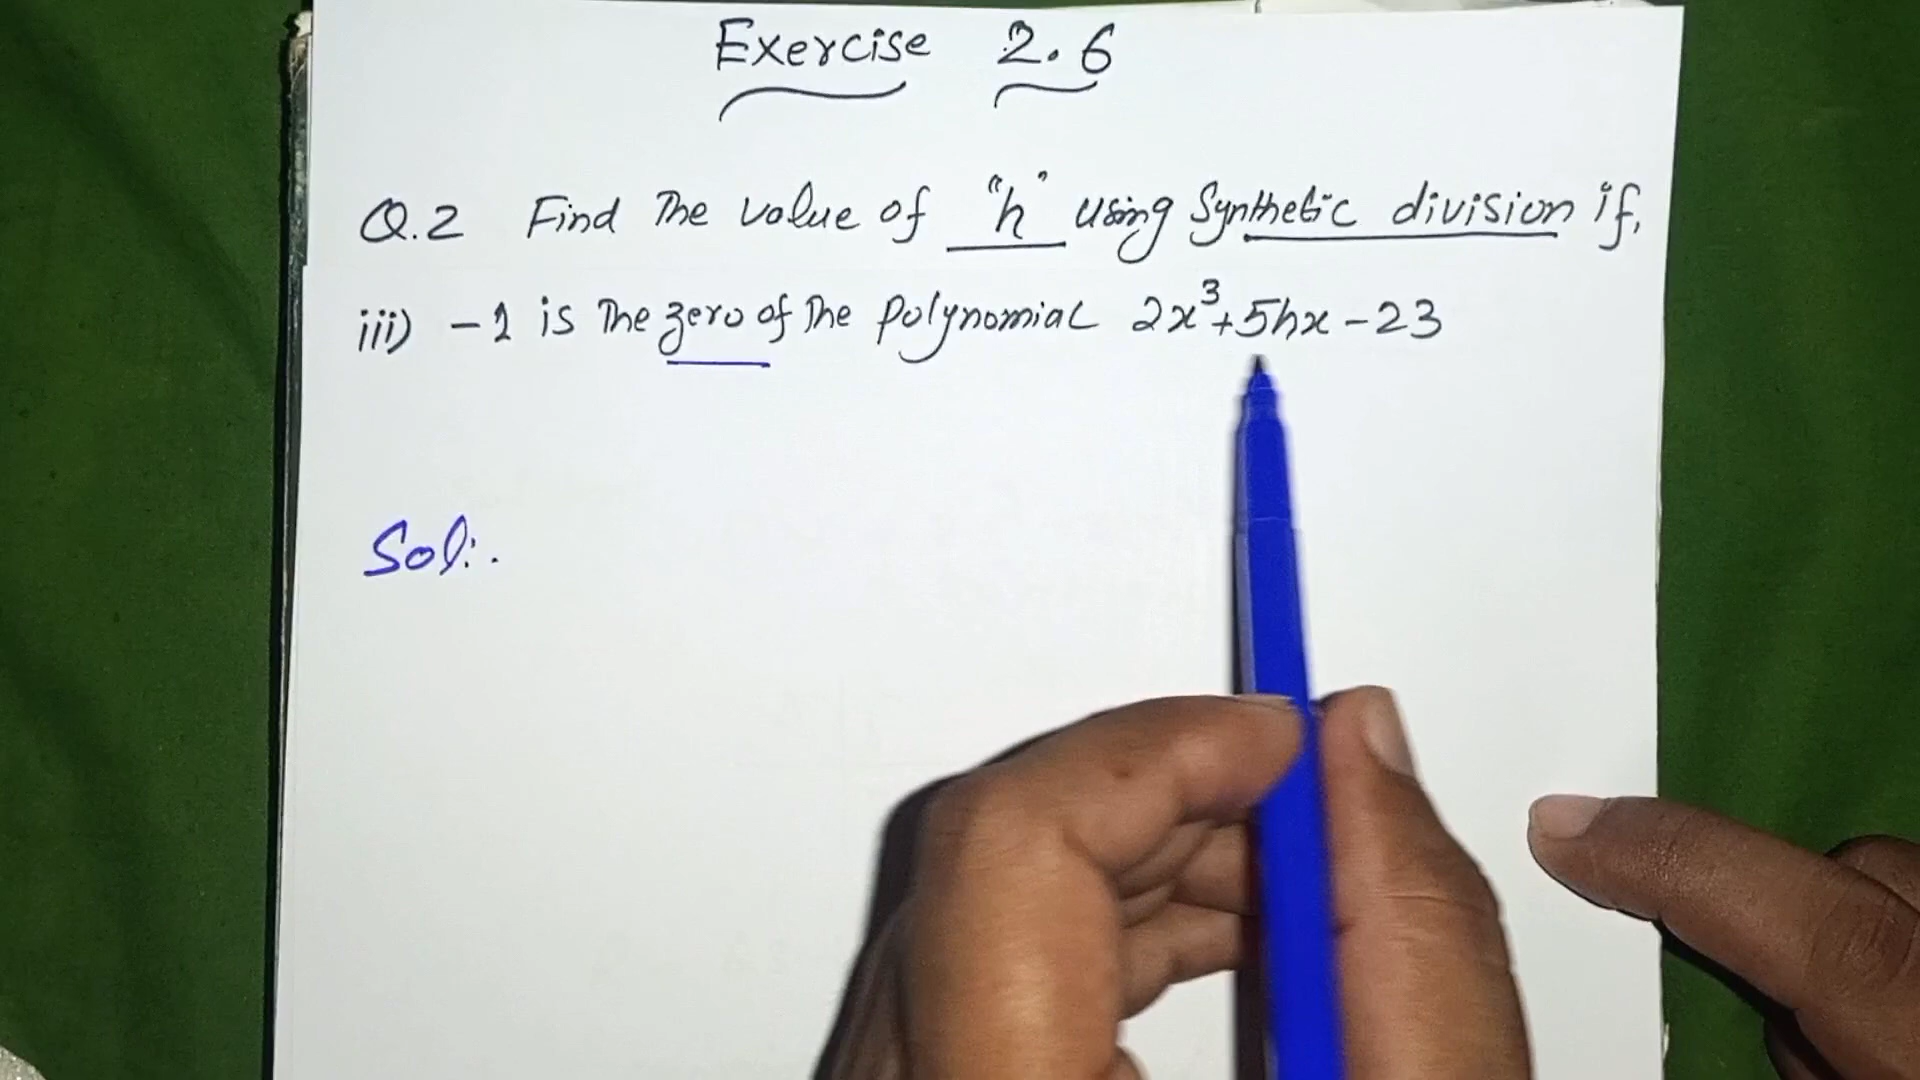 Exercise 2.6
Q.2 Find The value of "h" using Synthetic division if,
iii) -1 is The zero of The polynomial 2x³+5hx-23
Sol:.